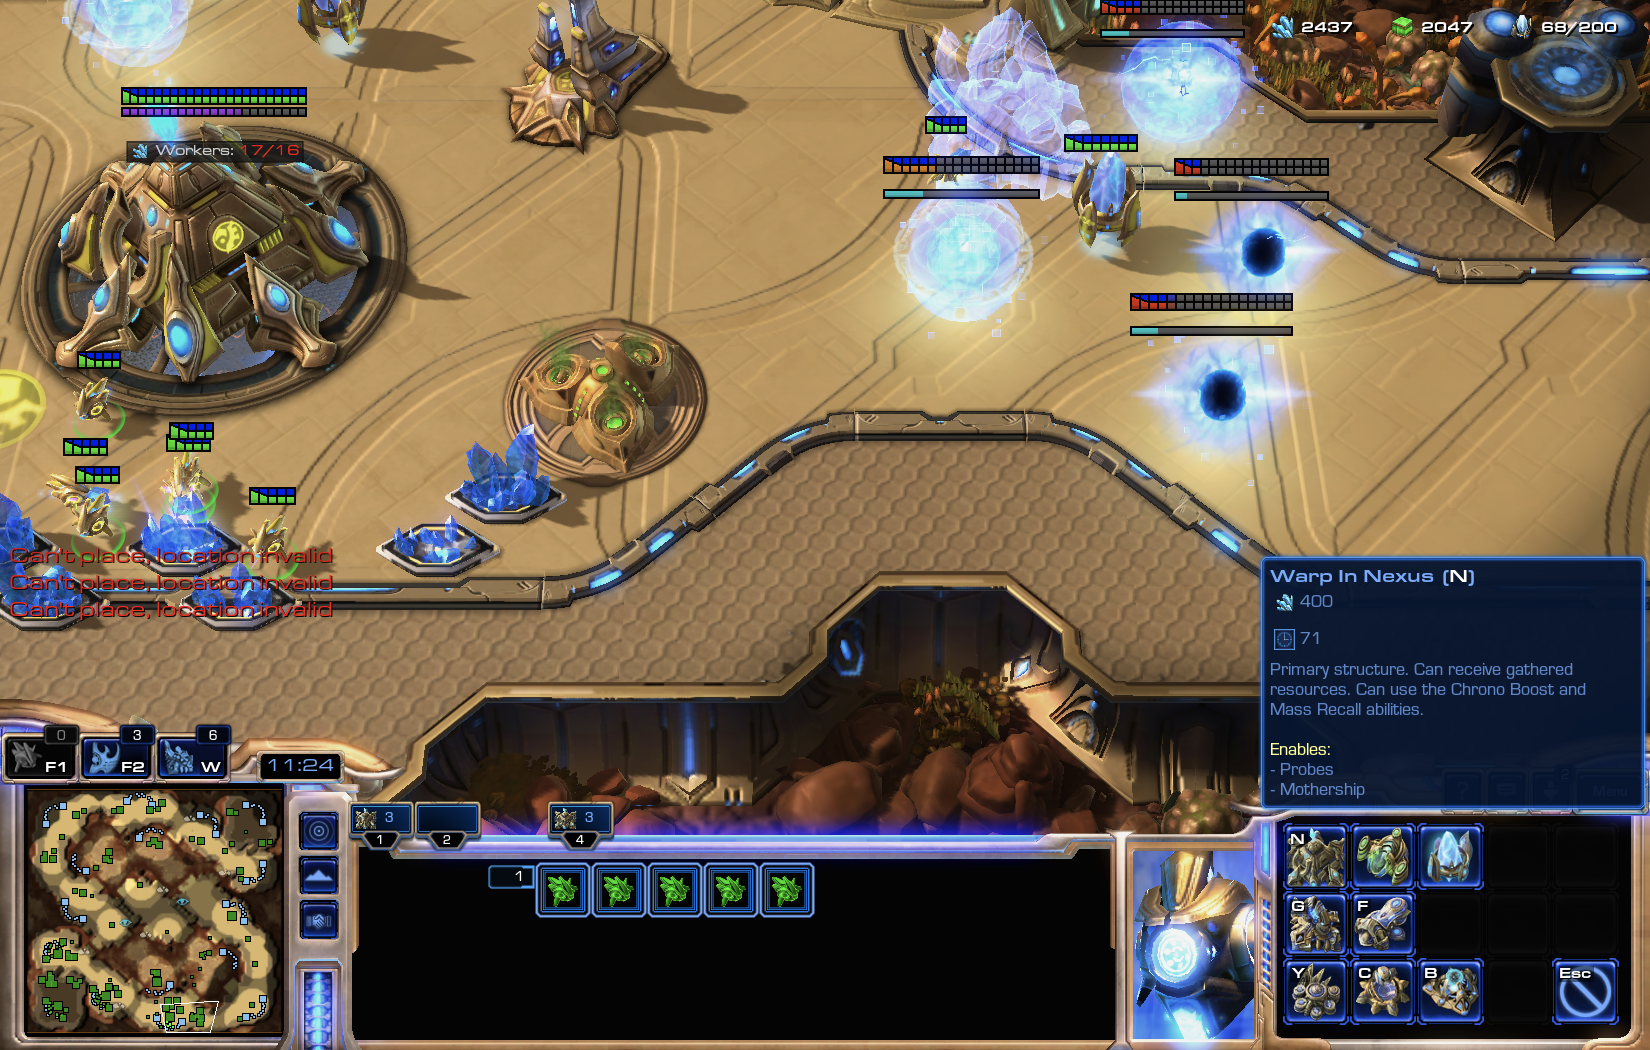 2437
2047
68/200
Workers: 17/16
Can't place, location invalid
Can't place, location invalid
Can't place, location invalid
Warp In Nexus (N)
400
71
Primary structure. Can receive gathered
resources. Can use the Chrono Boost and
Mass Recall abilities.
Enables:
- Probes
- Mothership
0
F1
3
F2
6
W
11:24
3
1
2
3
4
1
N
G
F
Y
C
B
Esc